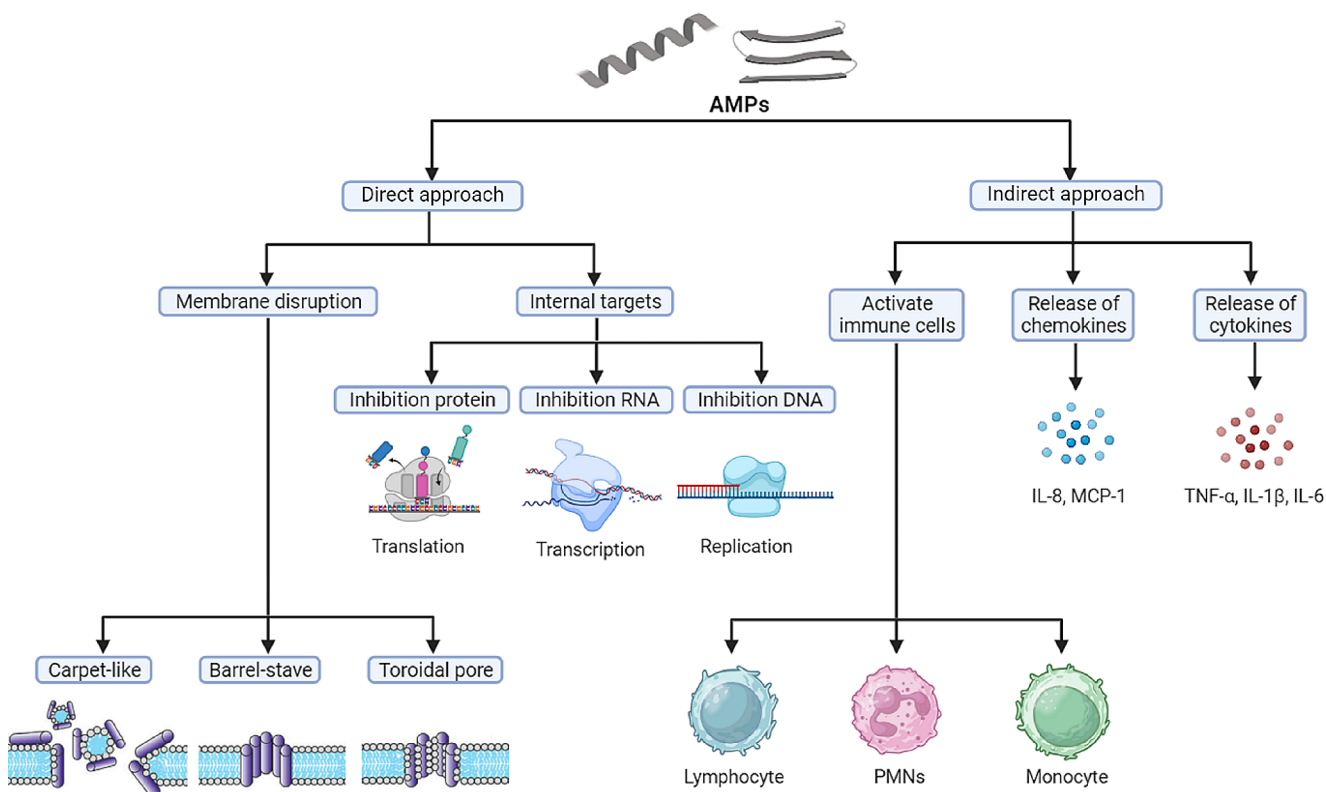 AMPs
Direct approach
Indirect approach
Membrane disruption
Internal targets
Activate
immune cells
Release of
chemokines
Release of
cytokines
Inhibition protein
Inhibition RNA
Inhibition DNA
IL-8, MCP-1
TNF-α, IL-1β, IL-6
Translation
Transcription
Replication
Carpet-like
Barrel-stave
Toroidal pore
Lymphocyte
PMNs
Monocyte